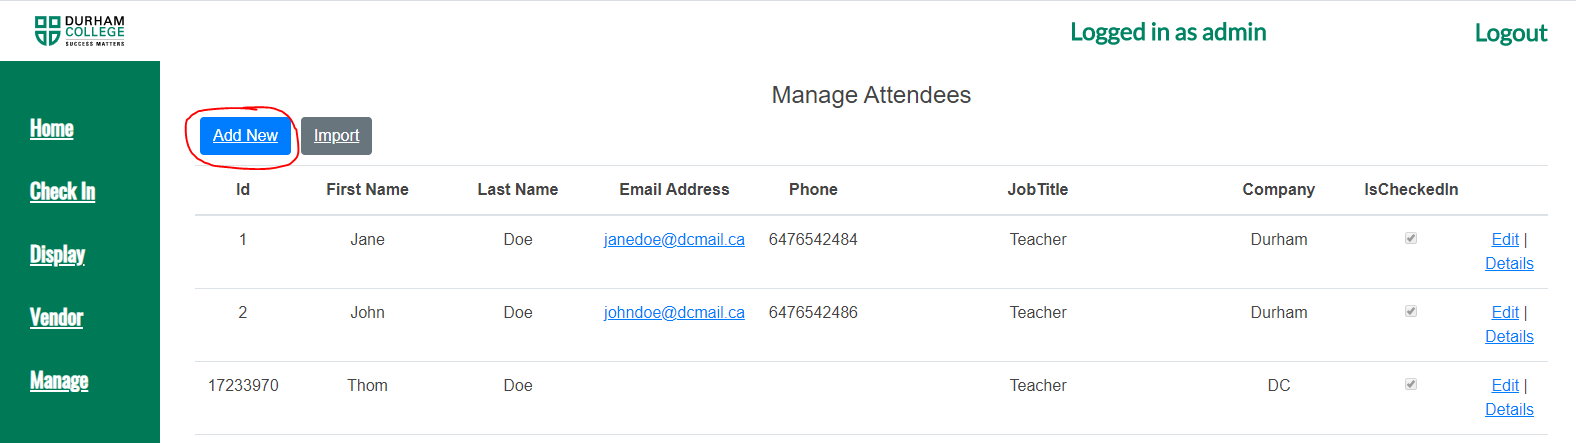 DURHAM
COLLEGE
SUCCESS MATTERS
Logged in as admin Logout
Home
Check In
Display
Vendor
Manage
Manage Attendees
Add New Import
Id First Name Last Name Email Address Phone JobTitle Company IsCheckedIn
1 Jane Doe janedoe@dcmail.ca 6476542484 Teacher Durham Edit |
Details
2 John Doe johndoe@dcmail.ca 6476542486 Teacher Durham Edit |
Details
17233970 Thom Doe Teacher DC Edit |
Details